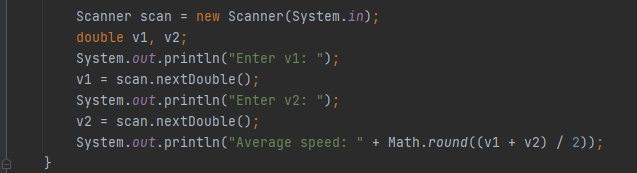 Scanner scan = new Scanner(System.in);
double v1, v2;
System.out.println("Enter v1: ");
v1 = scan.nextDouble();
System.out.println("Enter v2: ");
v2 = scan.nextDouble();
System.out.println("Average speed: " + Math.round((v1 + v2) / 2));
}